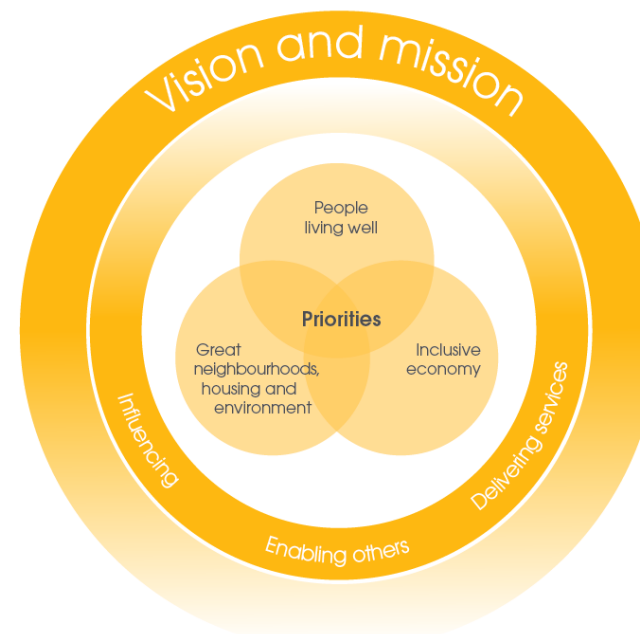 Vision and mission
People
living well
Priorities
Great
neighbourhoods,
housing and
environment
Inclusive
economy
Influencing
Enabling others
Delivering services